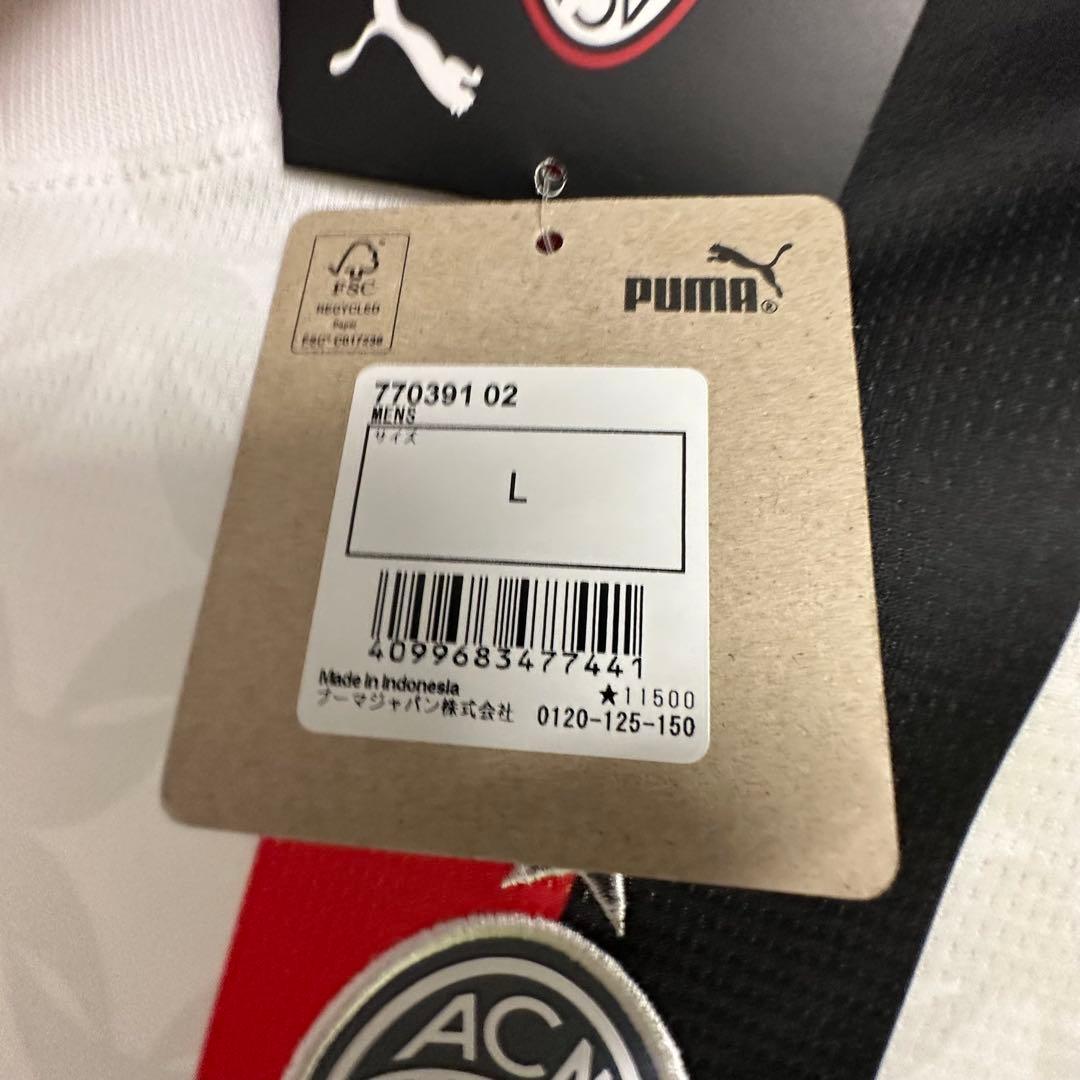 FSC
RECYCLED
Paper
PUMA®
770391 02
MENS
サイズ
L
4099683477441
Made in Indonesia
★11500
プーマジャパン株式会社 0120-125-150
ACM